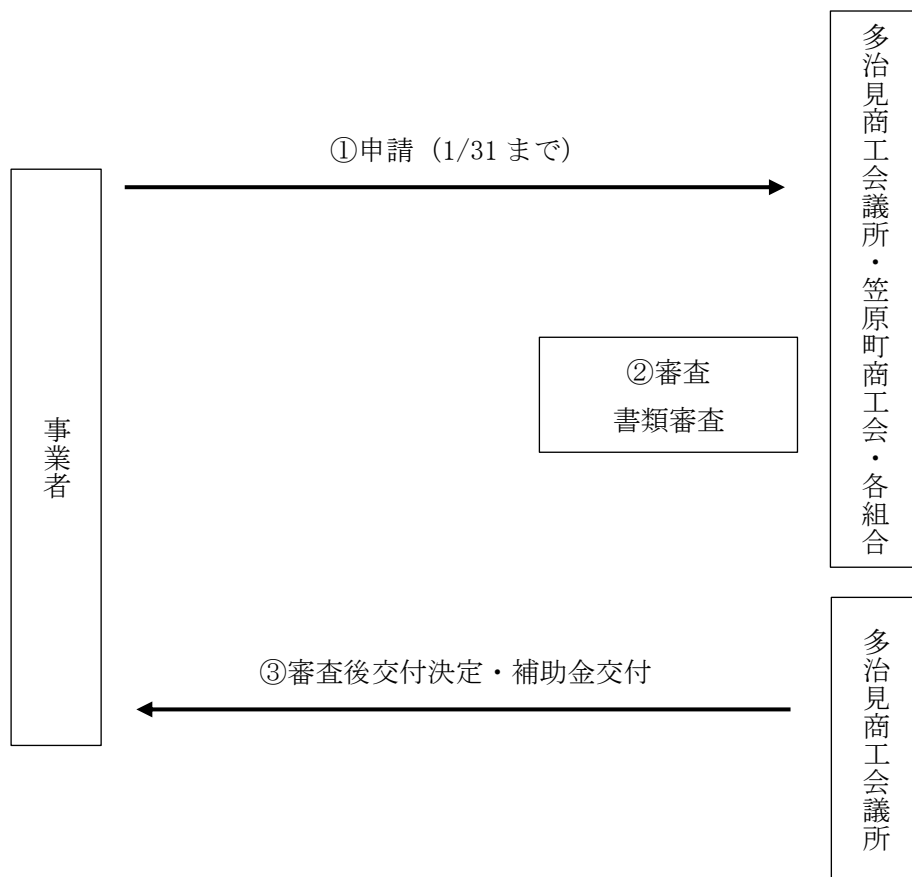 多治見商工会議所・笠原町商工会・各組合
①申請（1/31 まで）
事業者
②審査
書類審査
③審査後交付決定・補助金交付
多治見商工会議所